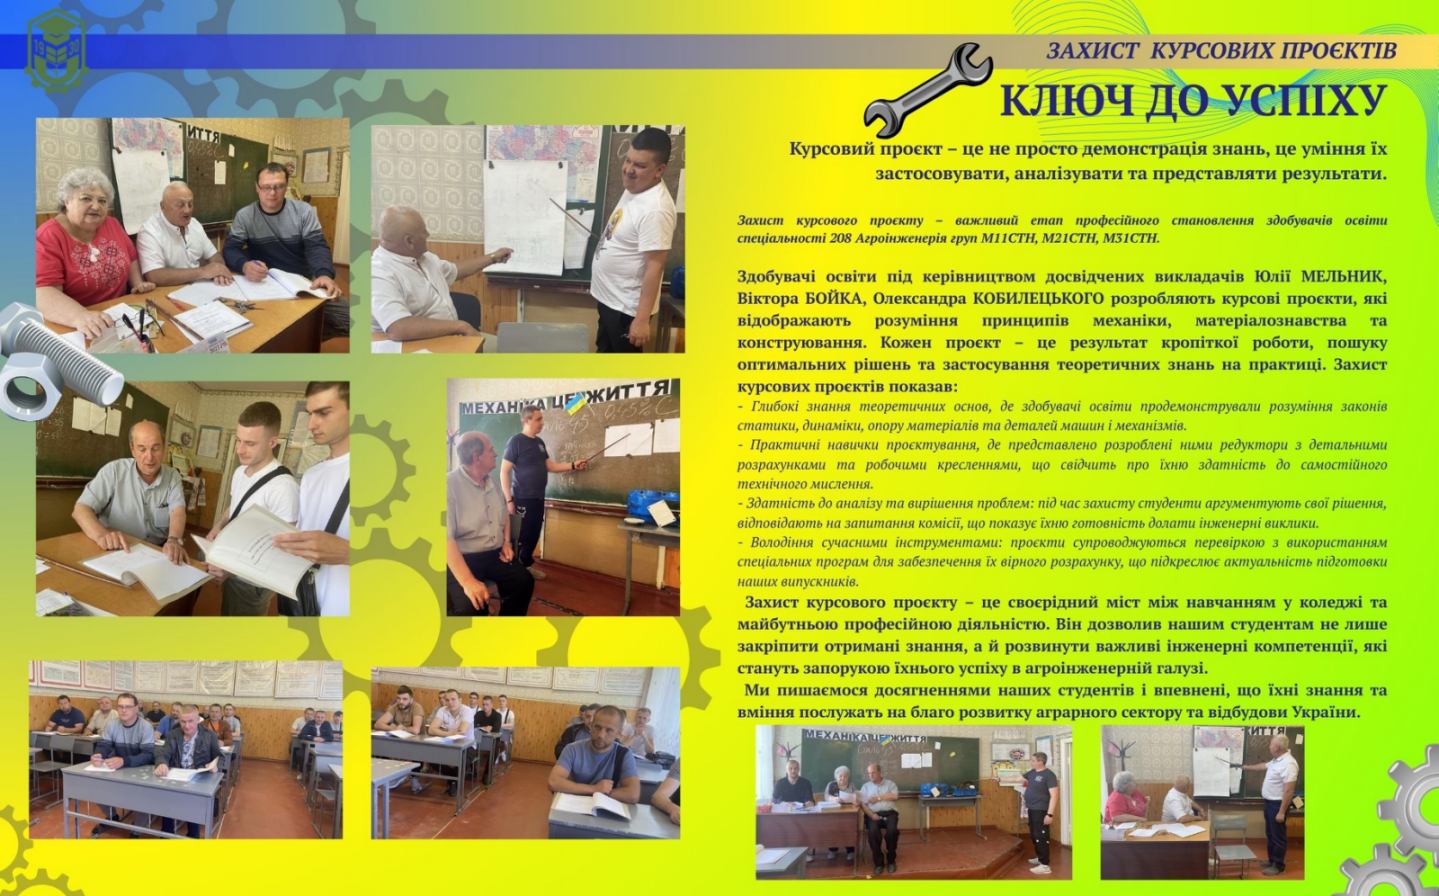 19 30
ЗАХИСТ КУРСОВИХ ПРОЄКТІВ
КЛЮЧ ДО УСПІХУ
Курсовий проєкт – це не просто демонстрація знань, це уміння їх
застосовувати, аналізувати та представляти результати.
Захист курсового проєкту – важливий етап професійного становлення здобувачів освіти
спеціальності 208 Агроінженерія груп М11СТН, М21СТН, М31СТН.
Здобувачі освіти під керівництвом досвідчених викладачів Юлії МЕЛЬНИК,
Віктора БОЙКА, Олександра КОБИЛЕЦЬКОГО розробляють курсові проєкти, які
відображають розуміння принципів механіки, матеріалознавства та
конструювання. Кожен проєкт – це результат кропіткої роботи, пошуку
оптимальних рішень та застосування теоретичних знань на практиці. Захист
курсових проєктів показав:
- Глибокі знання теоретичних основ, де здобувачі освіти продемонстрували розуміння законів
статики, динаміки, опору матеріалів та деталей машин і механізмів.
- Практичні навички проєктування, де представлено розроблені ними редуктори з детальними
розрахунками та робочими кресленнями, що свідчить про їхню здатність до самостійного
технічного мислення.
- Здатність до аналізу та вирішення проблем: під час захисту студенти аргументують свої рішення,
відповідають на запитання комісії, що показує їхню готовність долати інженерні виклики.
- Володіння сучасними інструментами: проєкти супроводжуються перевіркою з використанням
спеціальних програм для забезпечення їх вірного розрахунку, що підкреслює актуальність підготовки
наших випускників.
Захист курсового проєкту – це своєрідний міст між навчанням у коледжі та
майбутньою професійною діяльністю. Він дозволив нашим студентам не лише
закріпити отримані знання, а й розвинути важливі інженерні компетенції, які
стануть запорукою їхнього успіху в агроінженерній галузі.
Ми пишаємося досягненнями наших студентів і впевнені, що їхні знання та
вміння послужать на благо розвитку аграрного сектору та відбудови України.
ИТТЯ
МЕХАНІКА ЦЕ ЖИТТЯ
0,45% С
МЕХАНІКА ЖИТТЯ
ИТТЯ